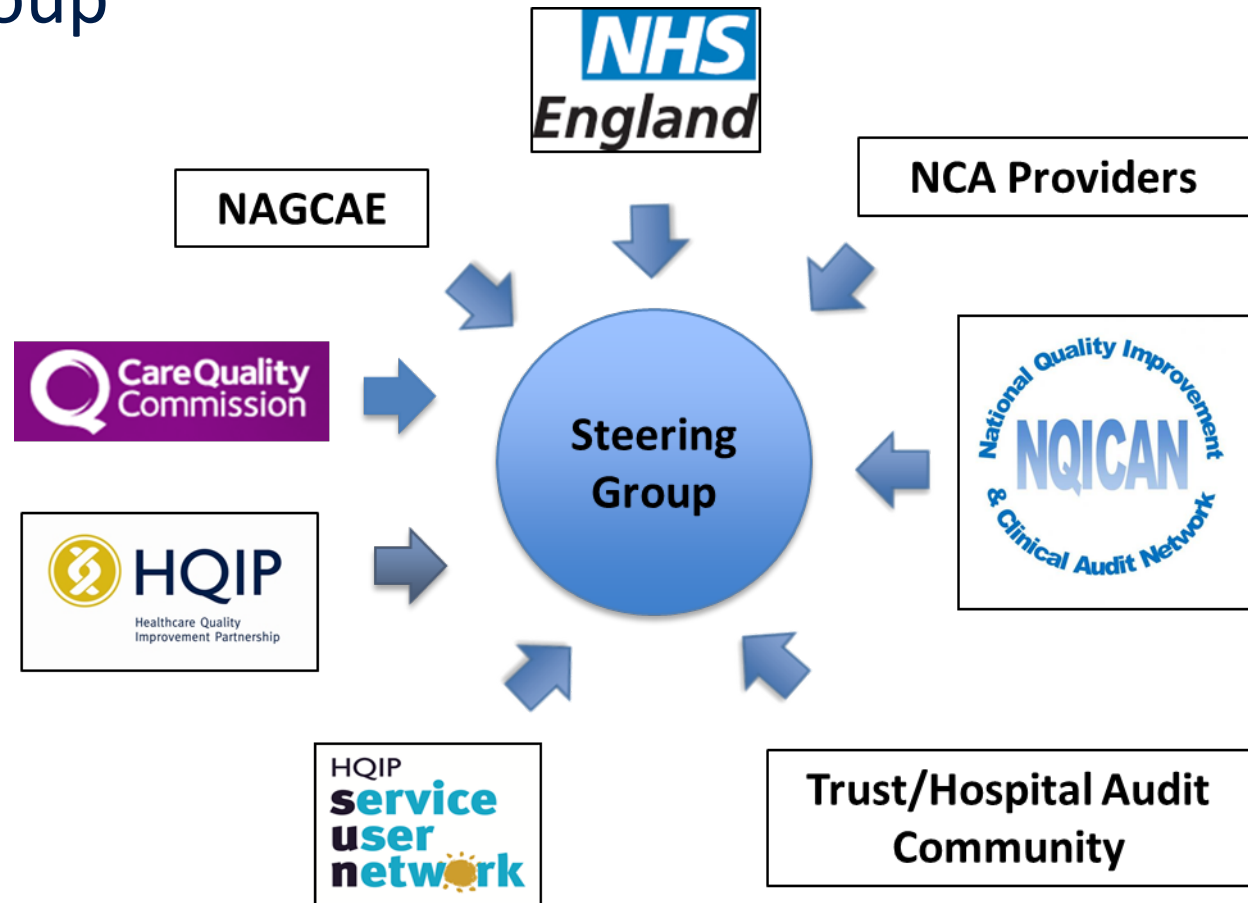 oup
NHS
England
NAGCAE
NCA Providers
CareQuality
Commission
National Quality Improvement
NQICAN
& Clinical Audit Network
Steering
Group
HQIP
Healthcare Quality
Improvement Partnership
HQIP
service
user
network
Trust/Hospital Audit
Community